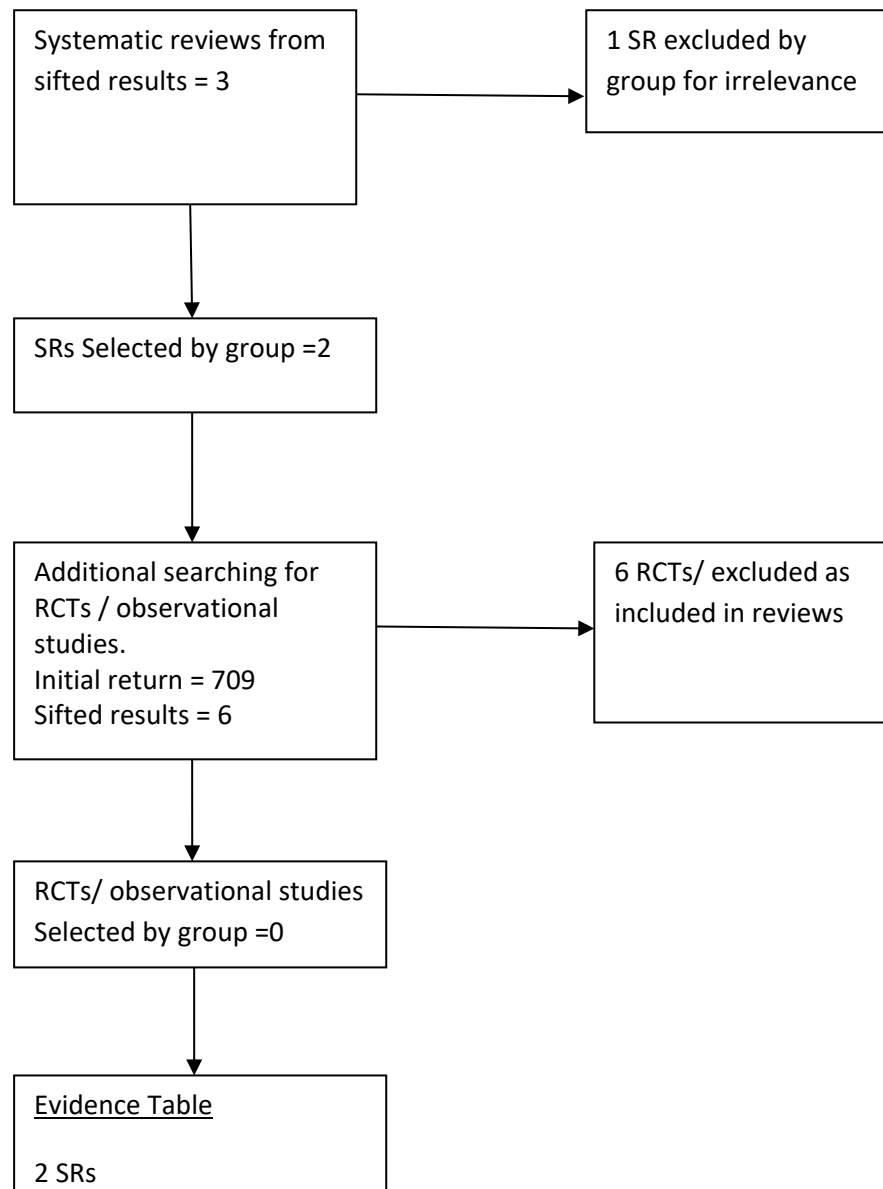 Systematic reviews from
sifted results = 3
1 SR excluded by
group for irrelevance
SRs Selected by group =2
Additional searching for
RCTs / observational
studies.
Initial return = 709
Sifted results = 6
6 RCTs/ excluded as
included in reviews
RCTs/ observational studies
Selected by group =0
Evidence Table
2 SRs